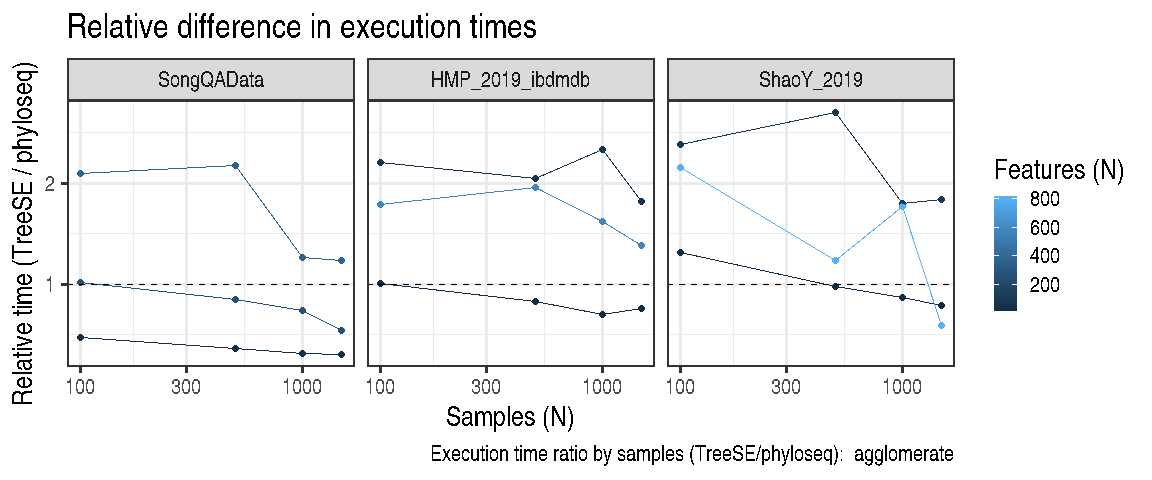 Relative difference in execution times
SongQAData
HMP_2019_ibdmdb
ShaoY_2019
Relative time (TreeSE / phyloseq)
2
1
100 300 1000
100 300 1000
100 300 1000
Samples (N)
Features (N)
800
600
400
200
Execution time ratio by samples (TreeSE/phyloseq): agglomerate